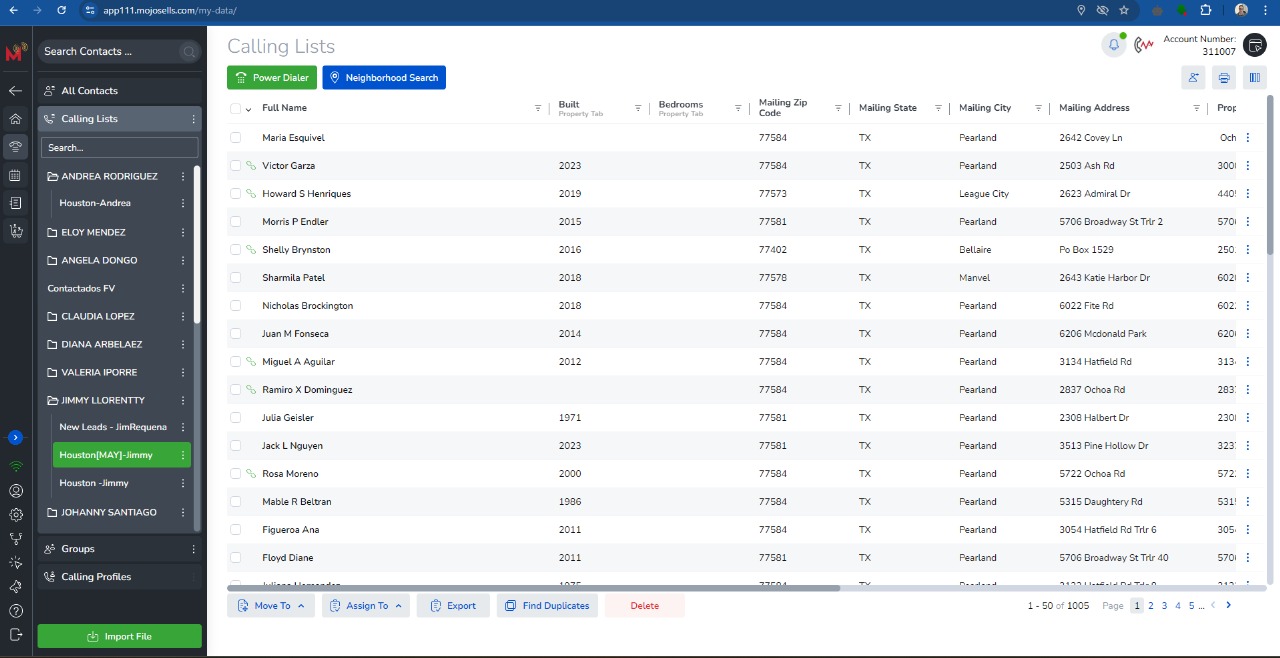 app111.mojosells.com/my-data/
Search Contacts ...
Calling Lists
Account Number:
311007
Power Dialer
Neighborhood Search
All Contacts
Calling Lists
Search...
ANDREA RODRIGUEZ
Houston-Andrea
ELOY MENDEZ
ANGELA DONGO
Contactados FV
CLAUDIA LOPEZ
DIANA ARBELAEZ
VALERIA IPORRE
JIMMY LLORENTTY
New Leads - JimRequena
Houston[MAY]-Jimmy
Houston -Jimmy
JOHANNY SANTIAGO
Groups
Calling Profiles
Import File
Full Name Built Property Tab Bedrooms Property Tab Mailing Zip Code Mailing State Mailing City Mailing Address Prop
Maria Esquivel 77584 TX Pearland 2642 Covey Ln Och
Victor Garza 2023 77584 TX Pearland 2503 Ash Rd 300
Howard S Henriques 2019 77573 TX League City 2623 Admiral Dr 440
Morris P Endler 2015 77581 TX Pearland 5706 Broadway St Trlr 2 570
Shelly Brynston 2016 77402 TX Bellaire Po Box 1529 250
Sharmila Patel 2018 77578 TX Manvel 2643 Katie Harbor Dr 602
Nicholas Brockington 2018 77584 TX Pearland 6022 Fite Rd 602
Juan M Fonseca 2014 77584 TX Pearland 6206 Mcdonald Park 620
Miguel A Aguilar 2012 77584 TX Pearland 3134 Hatfield Rd 313
Ramiro X Dominguez 77584 TX Pearland 2837 Ochoa Rd 283
Julia Geisler 1971 77581 TX Pearland 2308 Halbert Dr 230
Jack L Nguyen 2023 77584 TX Pearland 3513 Pine Hollow Dr 323
Rosa Moreno 2000 77584 TX Pearland 5722 Ochoa Rd 572
Mable R Beltran 1986 77584 TX Pearland 5315 Daughtery Rd 531
Figueroa Ana 2011 77584 TX Pearland 3054 Hatfield Rd Trlr 6 305
Floyd Diane 2011 77581 TX Pearland 5706 Broadway St Trlr 40 570
Move To
Assign To
Export
Find Duplicates
Delete
1 - 50 of 1005 Page 1 2 3 4 5 ...